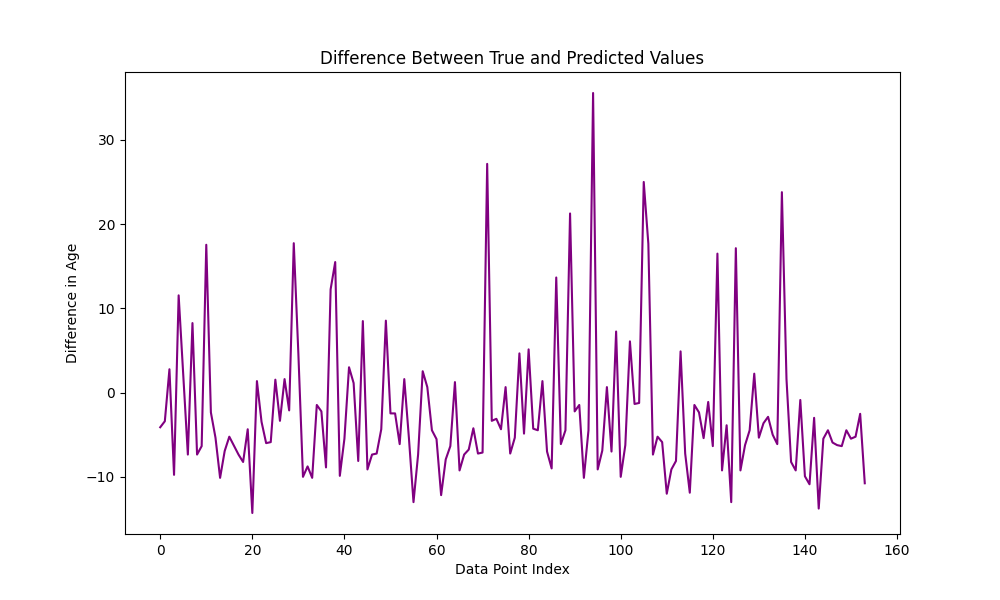 Difference Between True and Predicted Values
Difference in Age
30
20
10
0
−10
0 20 40 60 80 100 120 140 160
Data Point Index